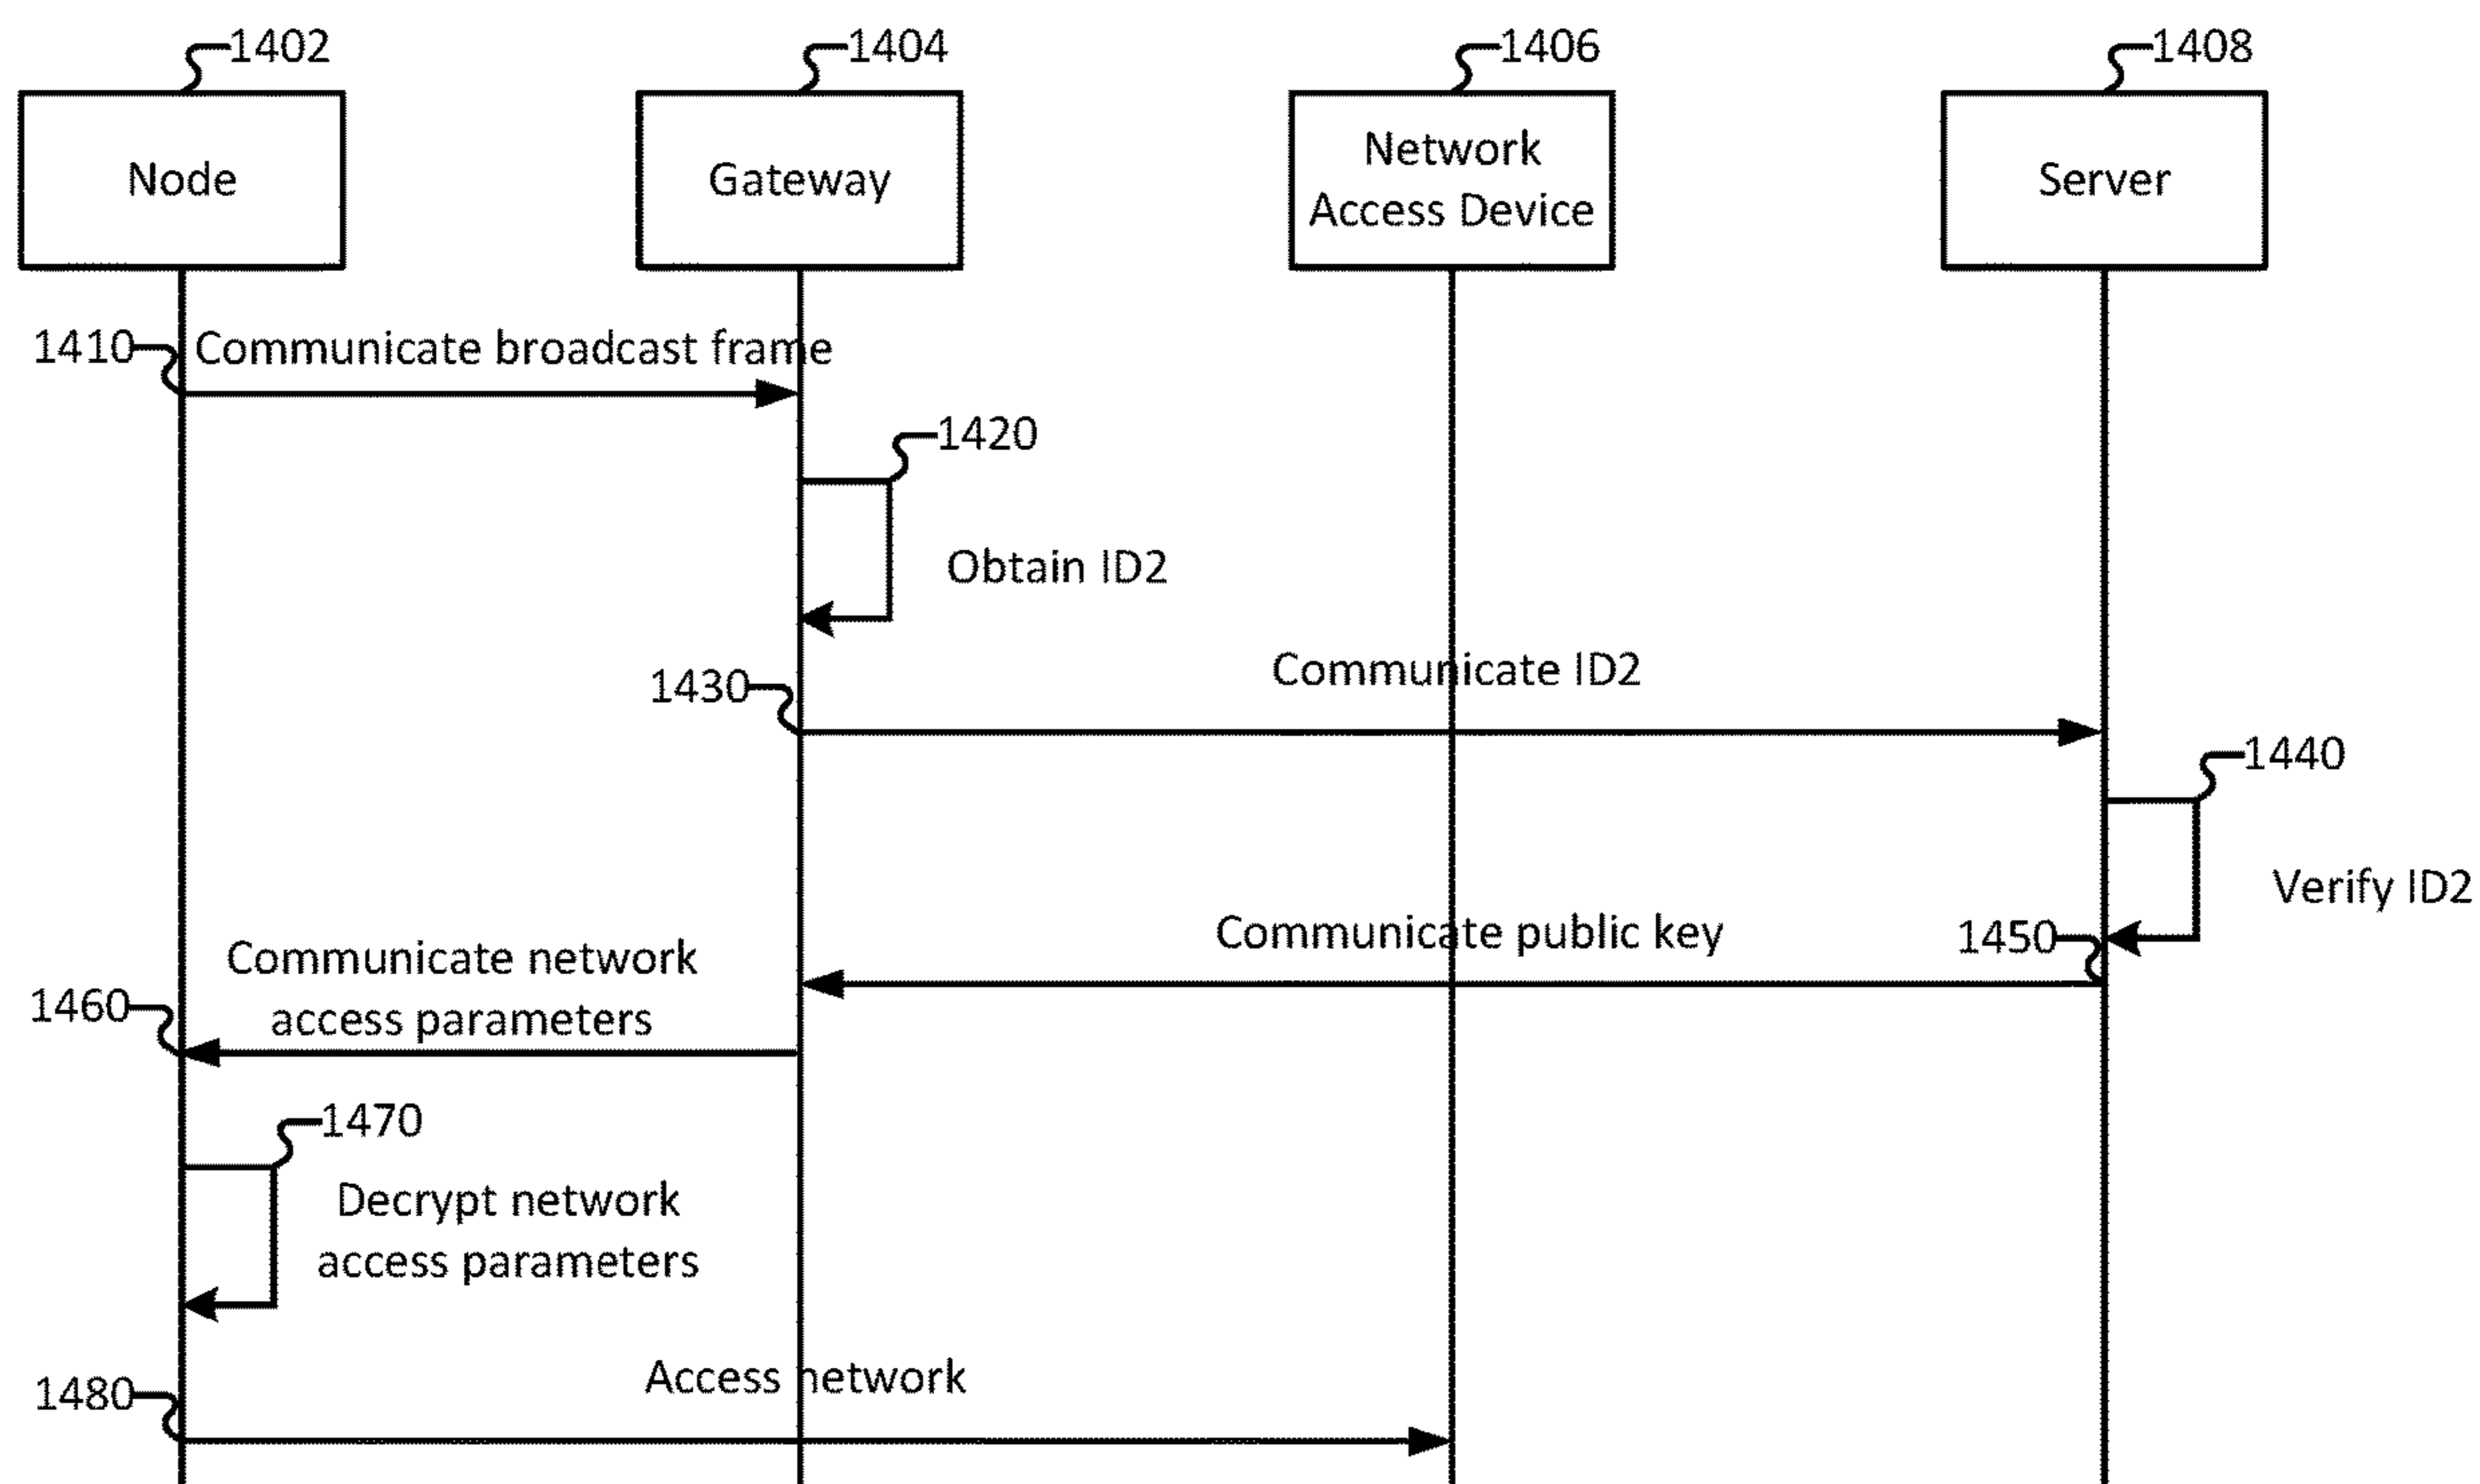 1402
1404
1406
1408
Node
Gateway
Network
Access Device
Server
1410
Communicate broadcast frame
1420
Obtain ID2
1430
Communicate ID2
1440
Verify ID2
1450
Communicate public key
Communicate network
access parameters
1460
1470
Decrypt network
access parameters
1480
Access network